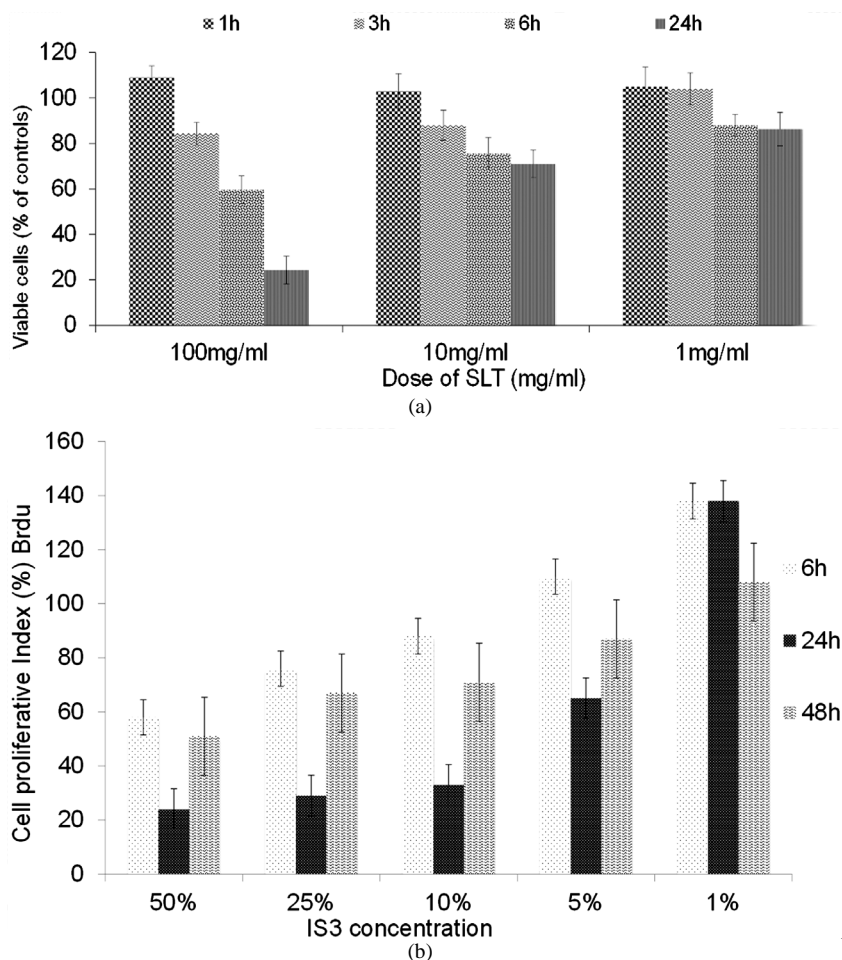 1h 3h 6h 24h
Viable cells (% of controls)
120
100
80
60
40
20
0
100mg/ml 10mg/ml 1mg/ml
Dose of SLT (mg/ml)
(a)
Cell proliferative Index (%) Brdu
160
140
120
100
80
60
40
20
0
6h
24h
48h
50% 25% 10% 5% 1%
IS3 concentration
(b)